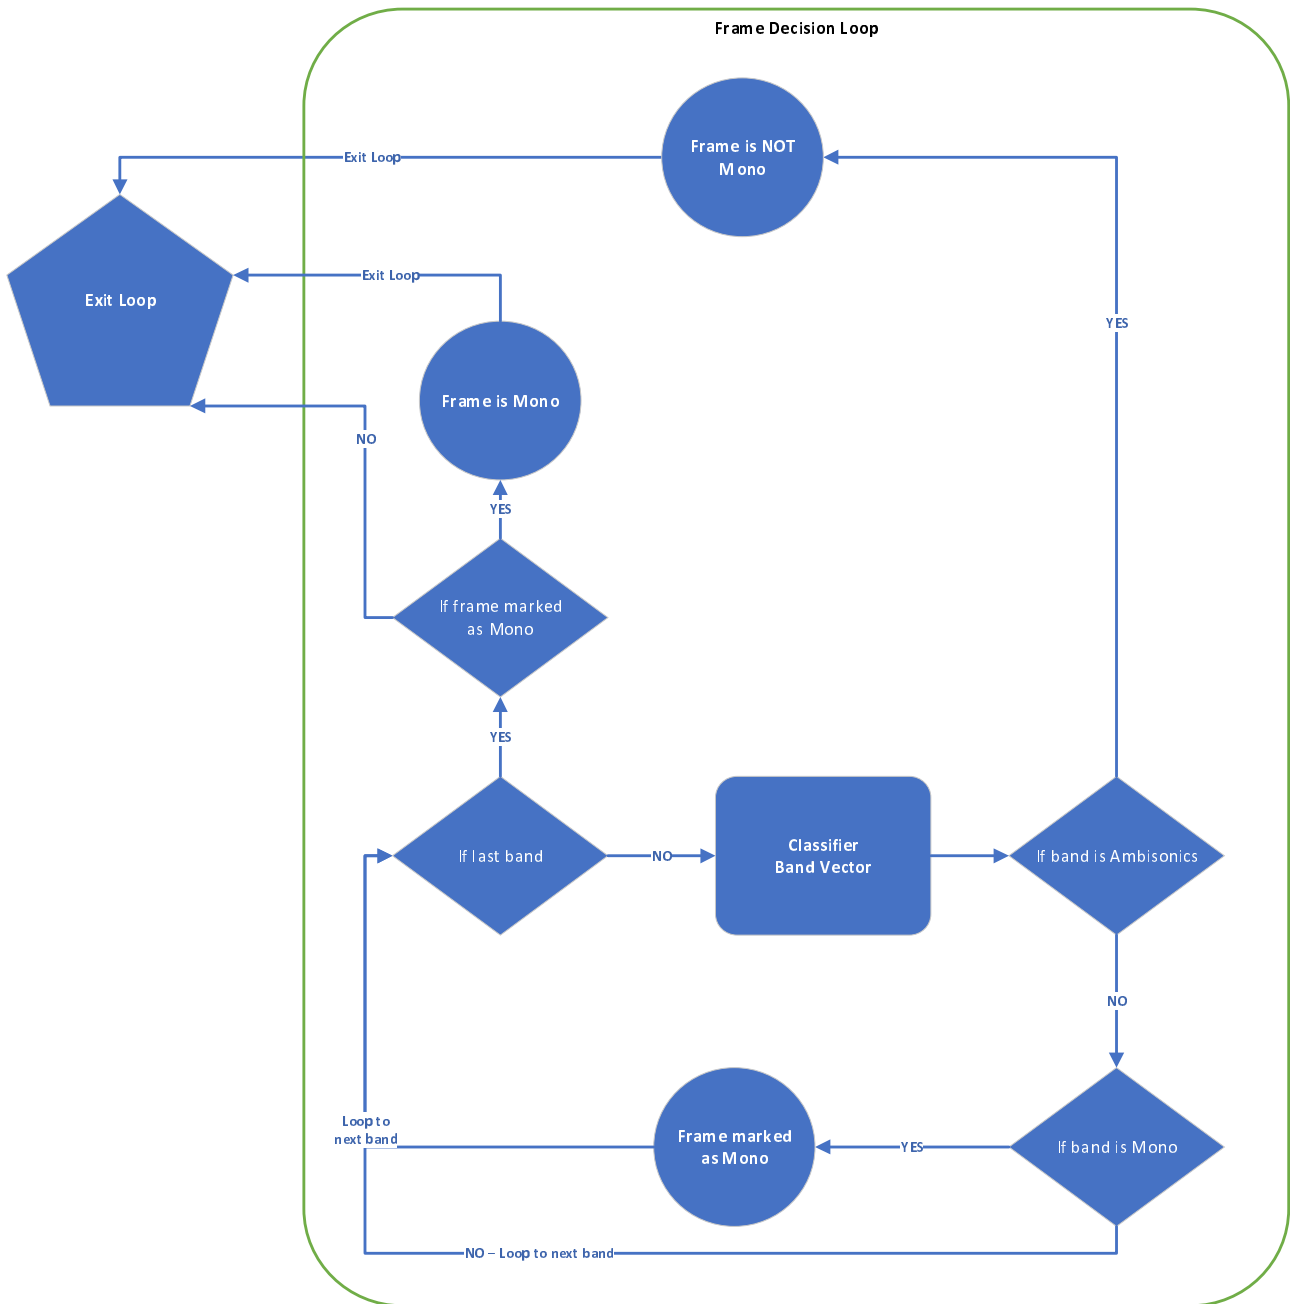 Frame Decision Loop
Frame is NOT
Mono
Exit Loop
YES
Exit Loop
Exit Loop
Frame is Mono
NO
YES
If frame marked
as Mono
YES
If last band
NO
Classifier
Band Vector
If band is Ambisonics
NO
Loop to
next band
Frame marked
as Mono
YES
If band is Mono
NO – Loop to next band